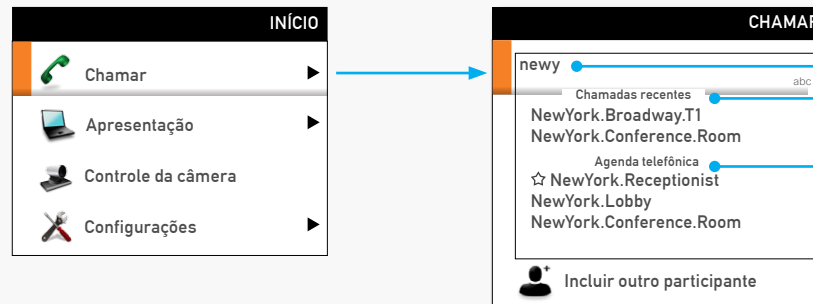 INÍCIO
Chamar
Apresentação
Controle da câmera
Configurações
CHAMAR
newy
abc
Chamadas recentes
NewYork.Broadway.T1
NewYork.Conference.Room
Agenda telefônica
NewYork.Receptionist
NewYork.Lobby
NewYork.Conference.Room
Incluir outro participante